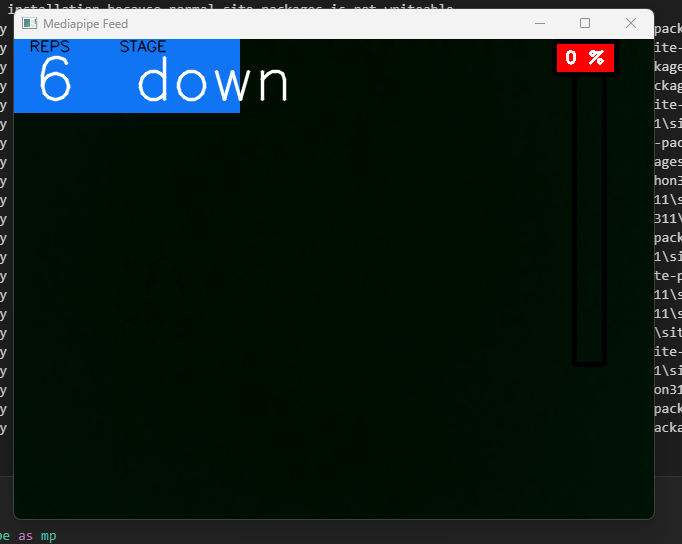 installation because normal site-packages is not writeable
Mediapipe Feed
REPS STAGE
6 down
0 %
y pack
y ite-
y kage
y ckag
y ite-
y 1\si
y -pac
y ages
y hon3
y 11\s
y 311\
y pack
y 1\si
y te-p
y 11\s
y 11\s
y \sit
y ite-
y 1\si
y on31
y pack
y acka
pe as mp